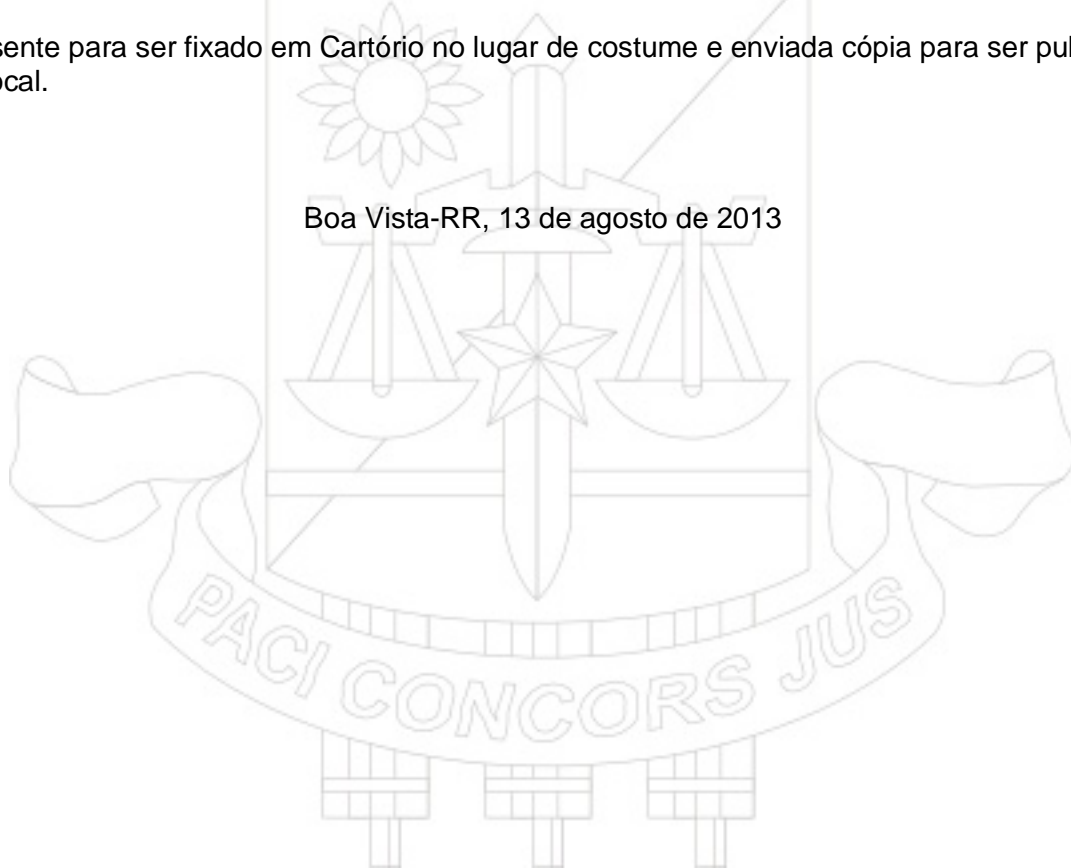 sente para ser fixado em Cartório no lugar de costume e enviada cópia para ser pul
ocal.
Boa Vista-RR, 13 de agosto de 2013
PACI CONCORS JUS